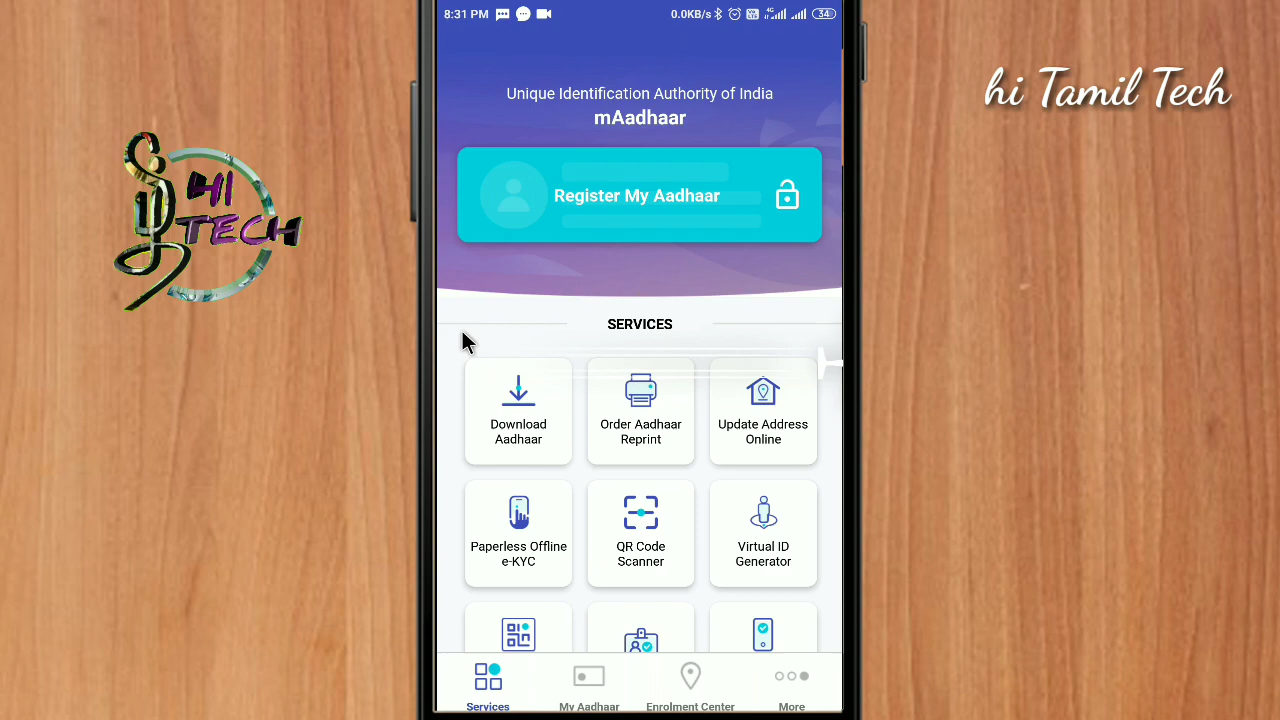 8:31 PM
0.0KB/s
4G
34
Unique Identification Authority of India
mAadhaar
Register My Aadhaar
SERVICES
Download
Aadhaar
Order Aadhaar
Reprint
Update Address
Online
Paperless Offline
e-KYC
QR Code
Scanner
Virtual ID
Generator
Services
My Aadhaar
Enrolment Center
More
HI
TECH
hi Tamil Tech